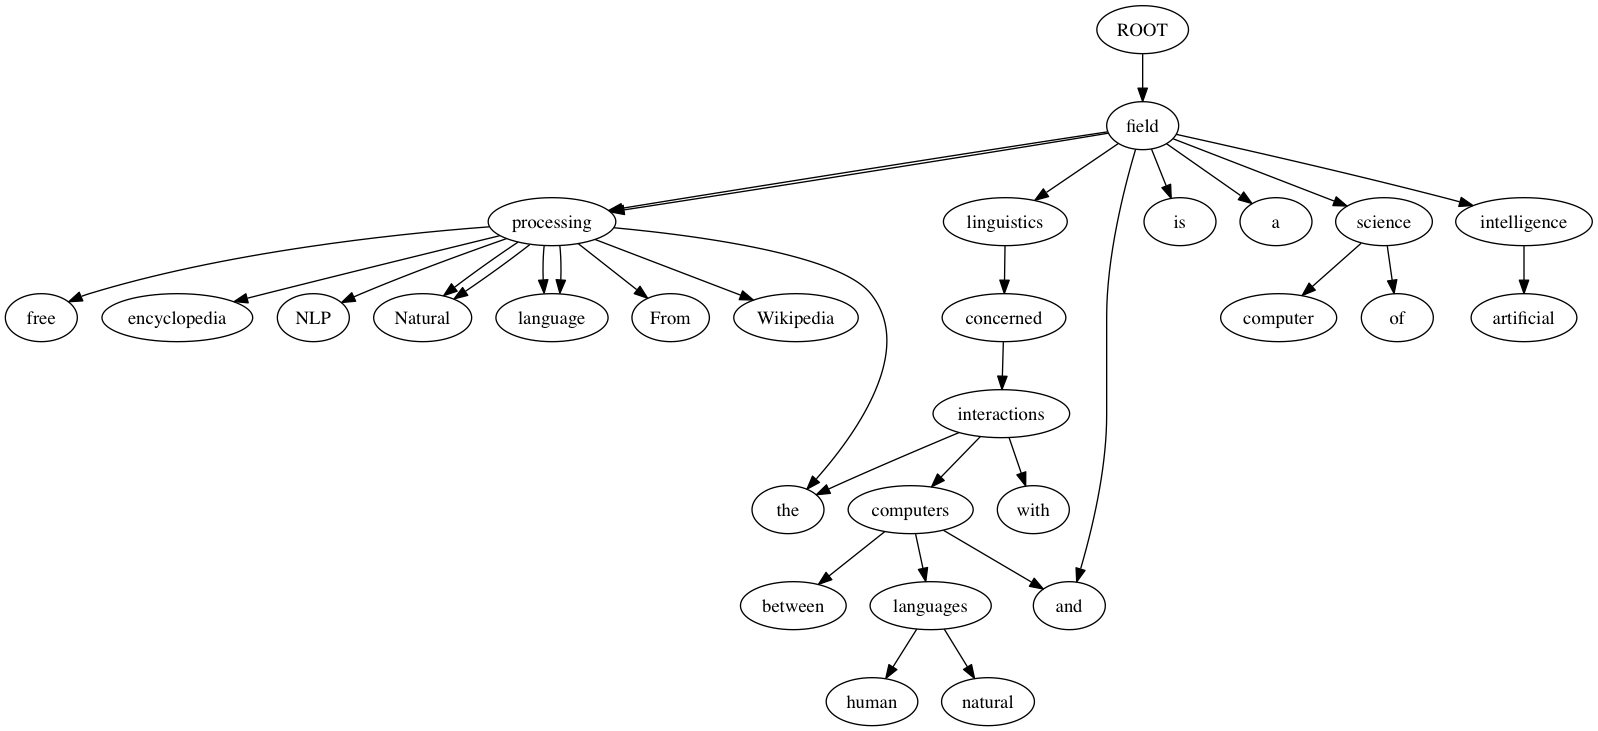 ROOT
field
processing
linguistics
is
a
science
intelligence
free
encyclopedia
NLP
Natural
language
From
Wikipedia
concerned
computer
of
artificial
interactions
the
computers
with
between
languages
and
human
natural